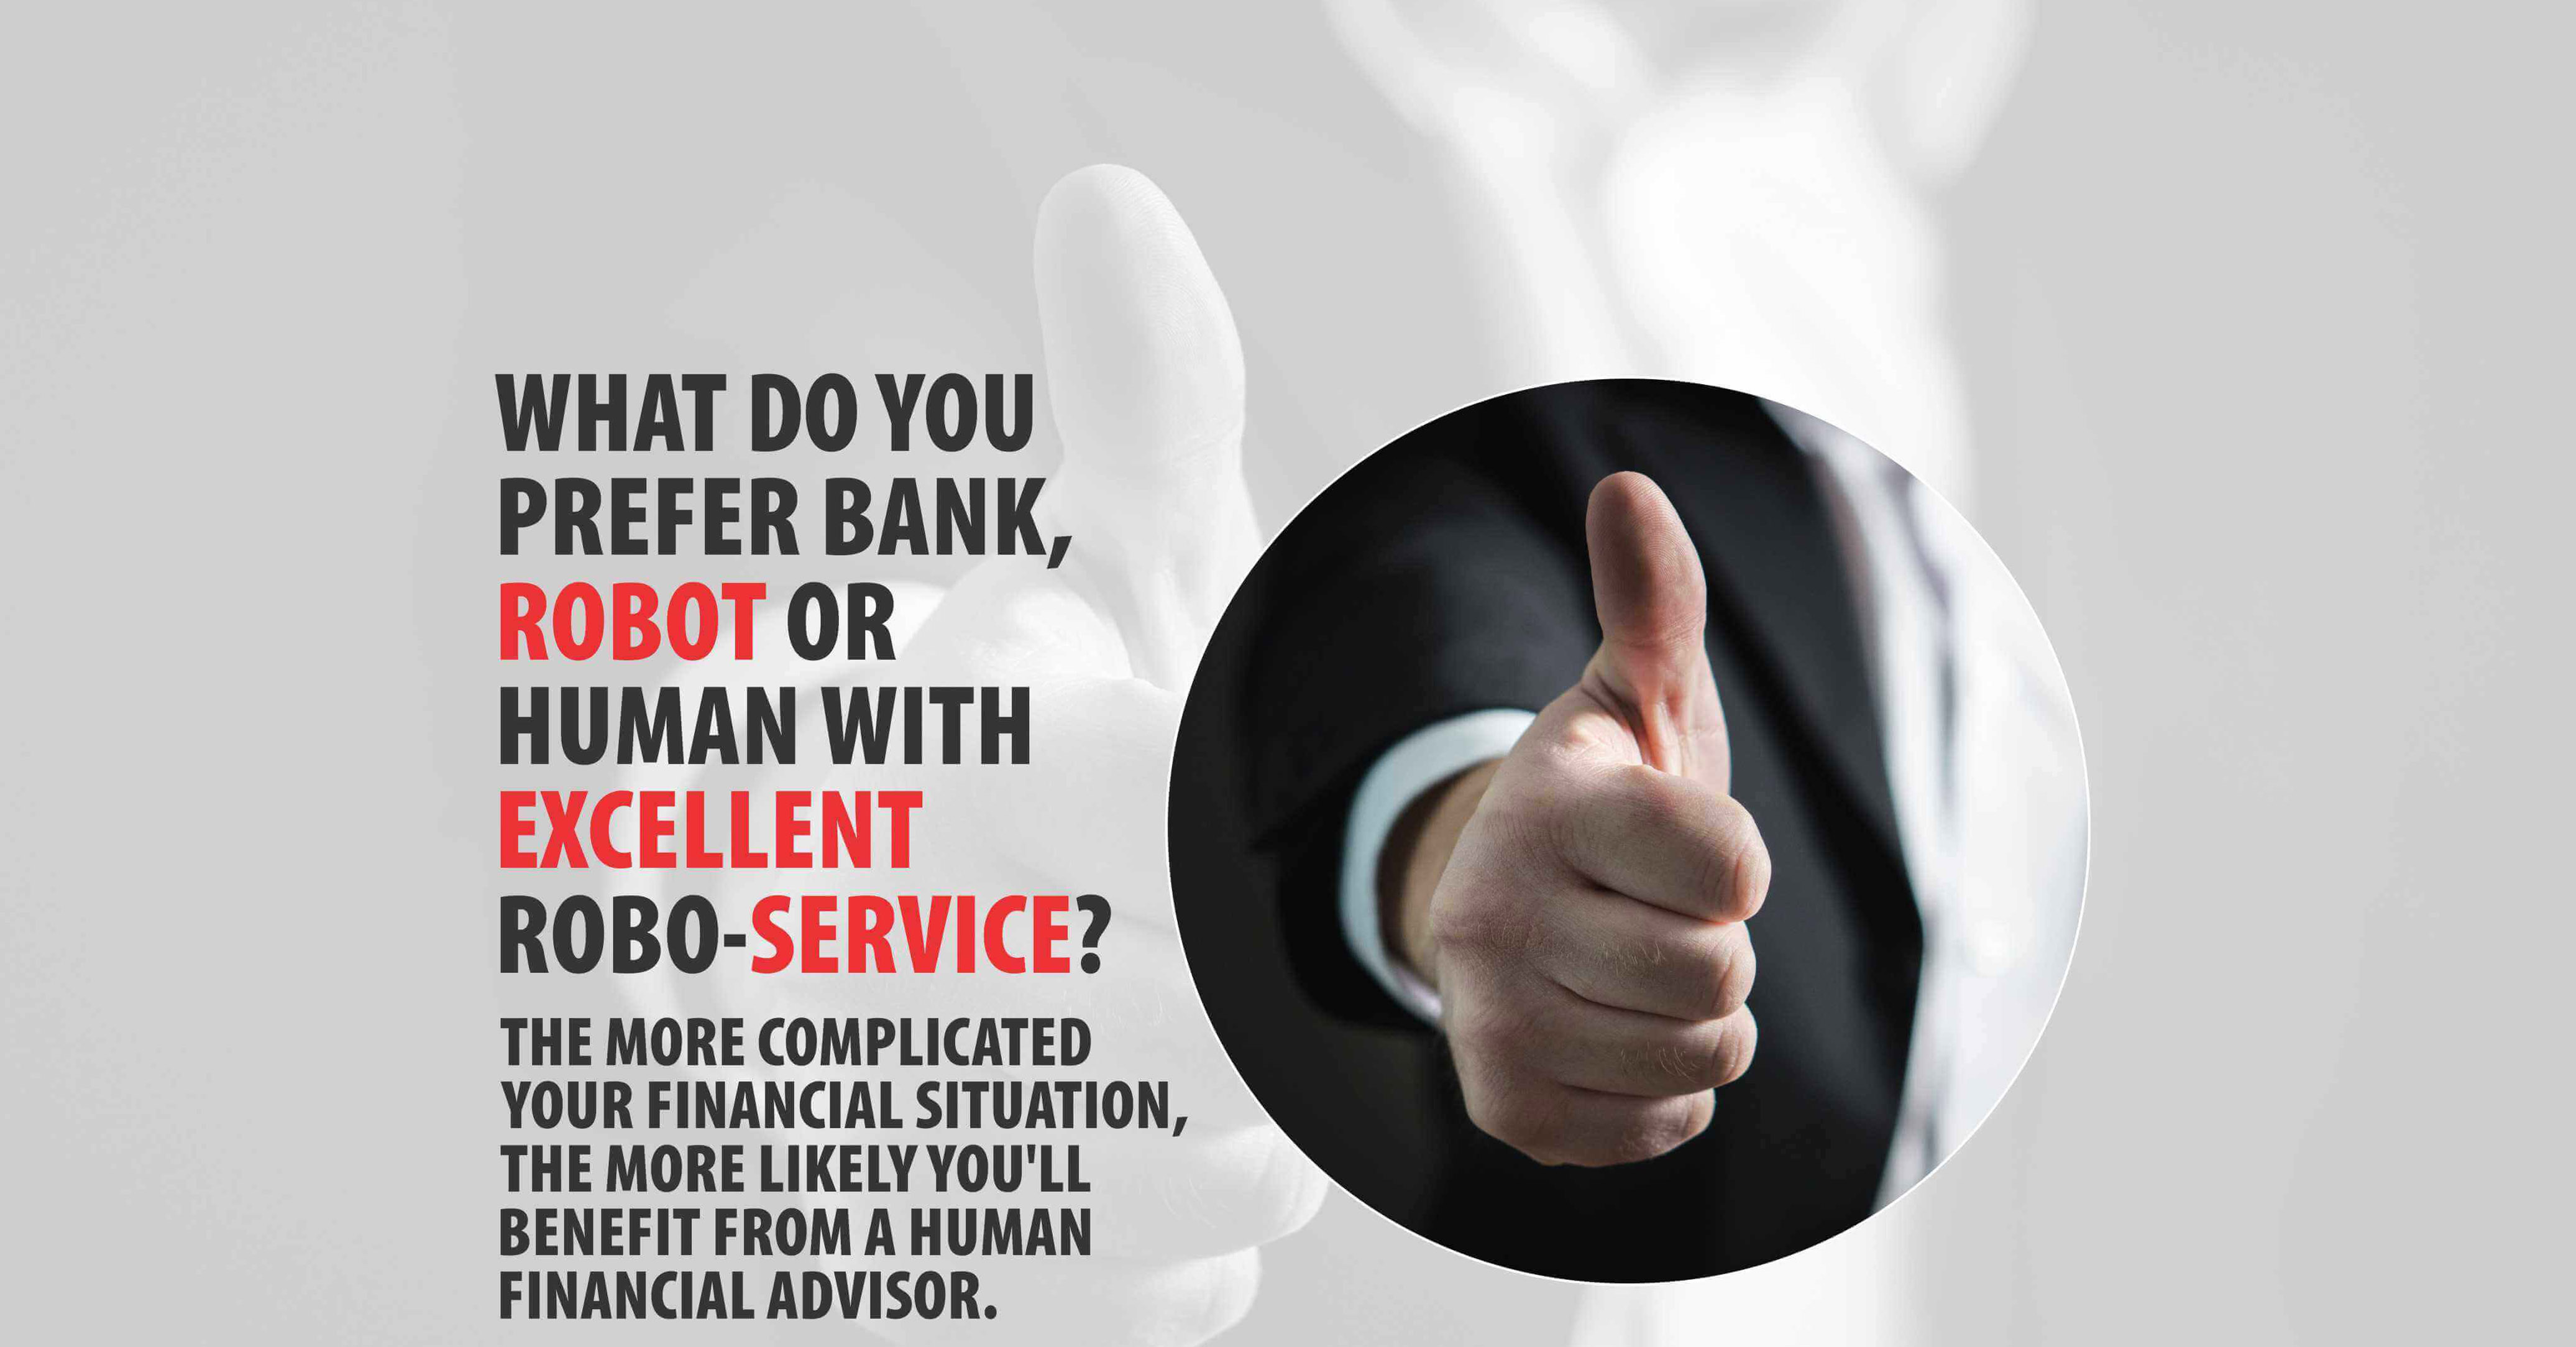 WHAT DO YOU
PREFER BANK,
ROBOT OR
HUMAN WITH
EXCELLENT
ROBO-SERVICE?
THE MORE COMPLICATED
YOUR FINANCIAL SITUATION,
THE MORE LIKELY YOU'LL
BENEFIT FROM A HUMAN
FINANCIAL ADVISOR.